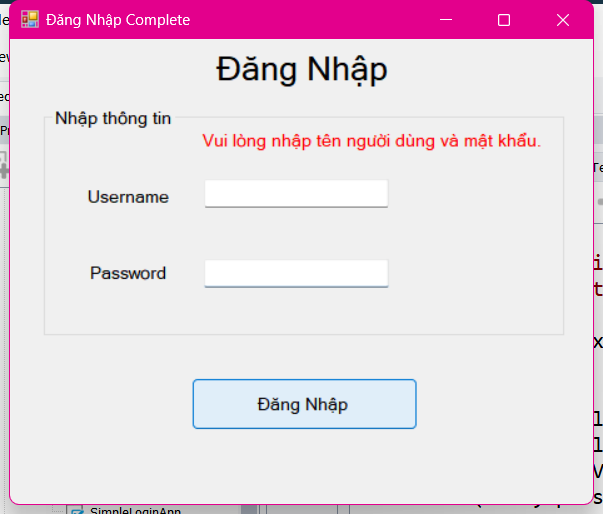 Đăng Nhập Complete
Đăng Nhập
Nhập thông tin
Vui lòng nhập tên người dùng và mật khẩu.
Username
Password
Đăng Nhập
SimpleLoginApp